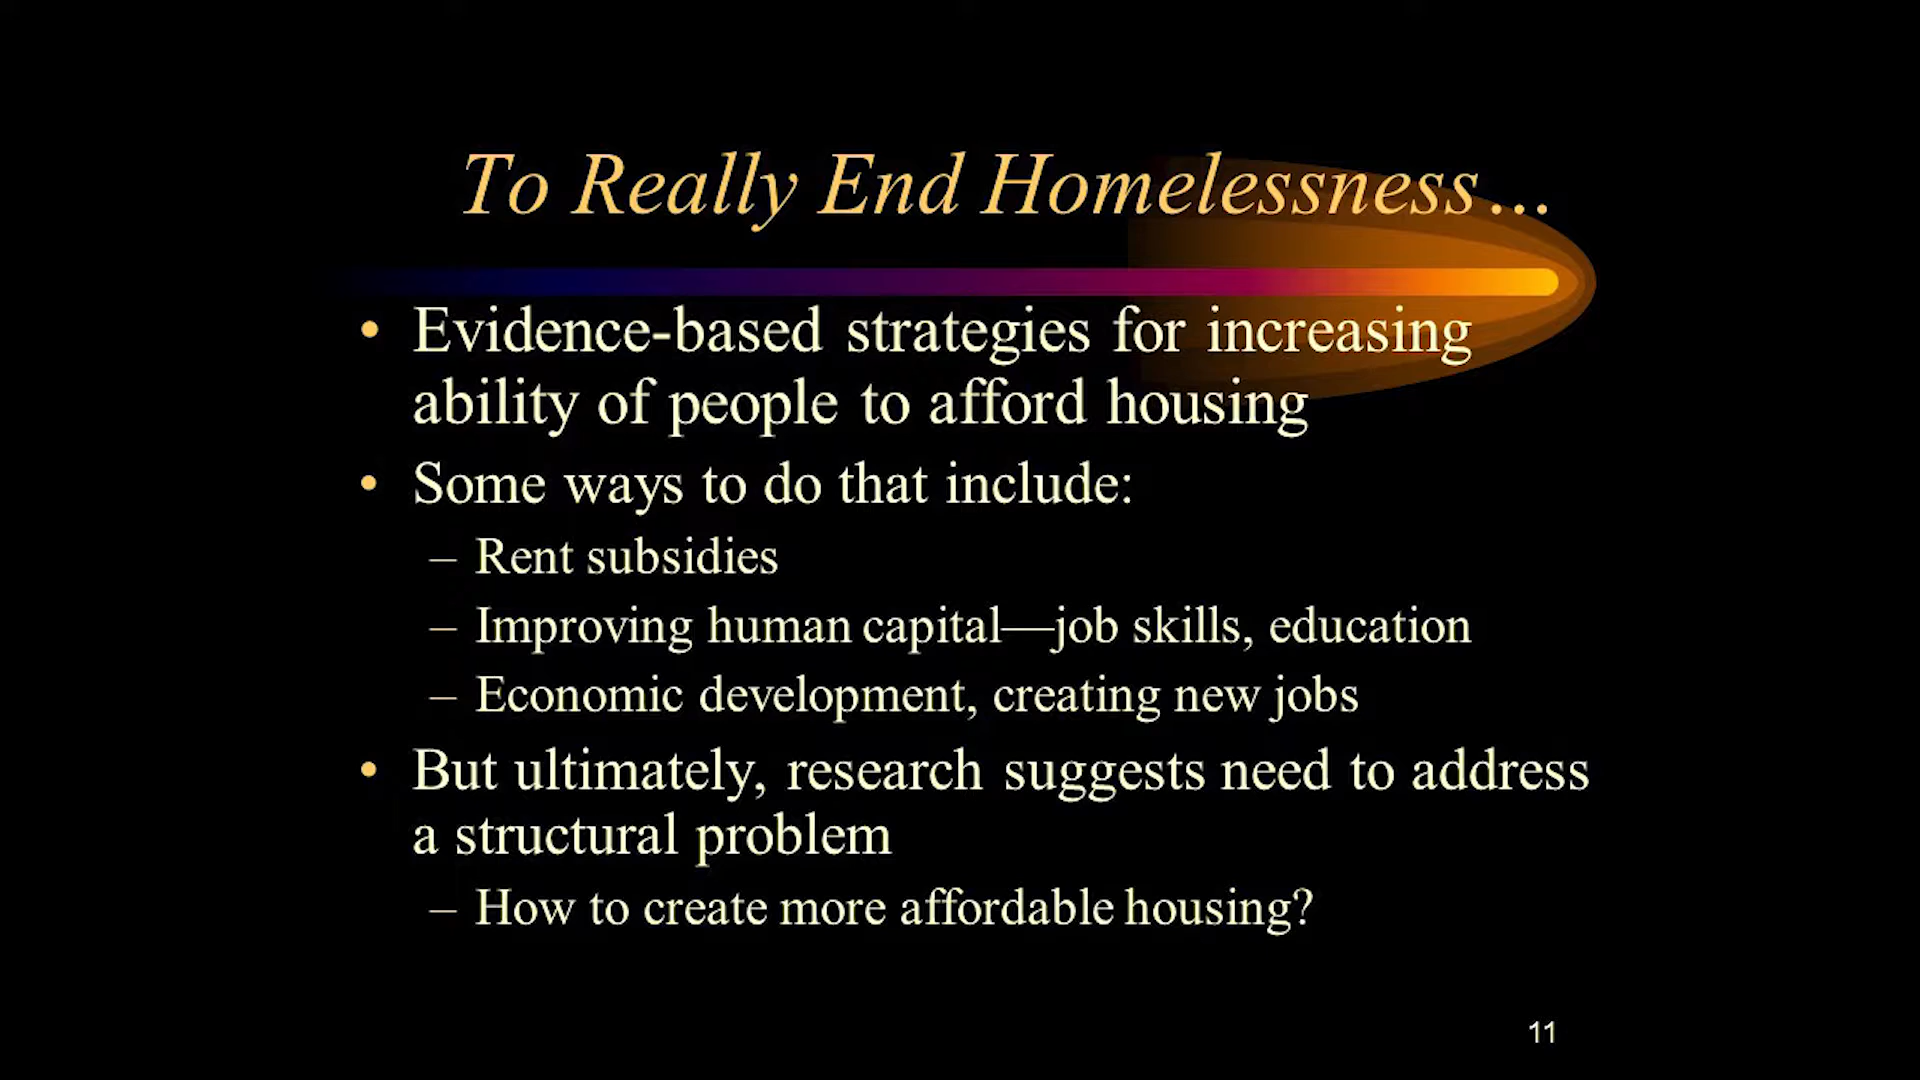 To Really End Homelessness…
• Evidence-based strategies for increasing
ability of people to afford housing
• Some ways to do that include:
– Rent subsidies
– Improving human capital—job skills, education
– Economic development, creating new jobs
• But ultimately, research suggests need to address
a structural problem
– How to create more affordable housing?
11